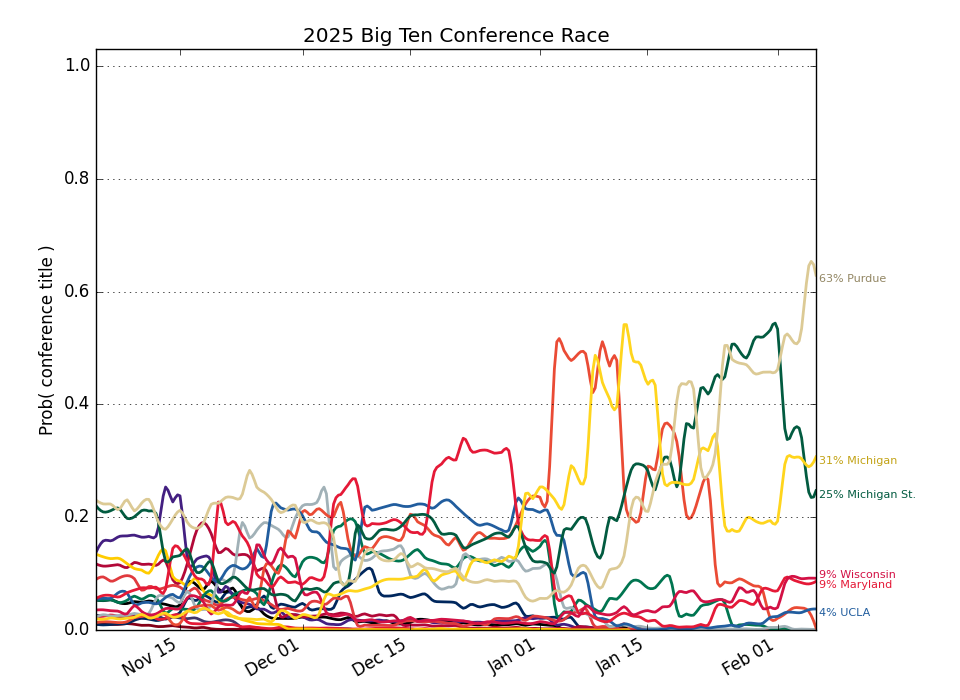 2025 Big Ten Conference Race
Prob( conference title )
1.0
0.8
0.6
0.4
0.2
0.0
63% Purdue
31% Michigan
25% Michigan St.
9% Wisconsin
9% Maryland
4% UCLA
Nov 15
Dec 01
Dec 15
Jan 01
Jan 15
Feb 01